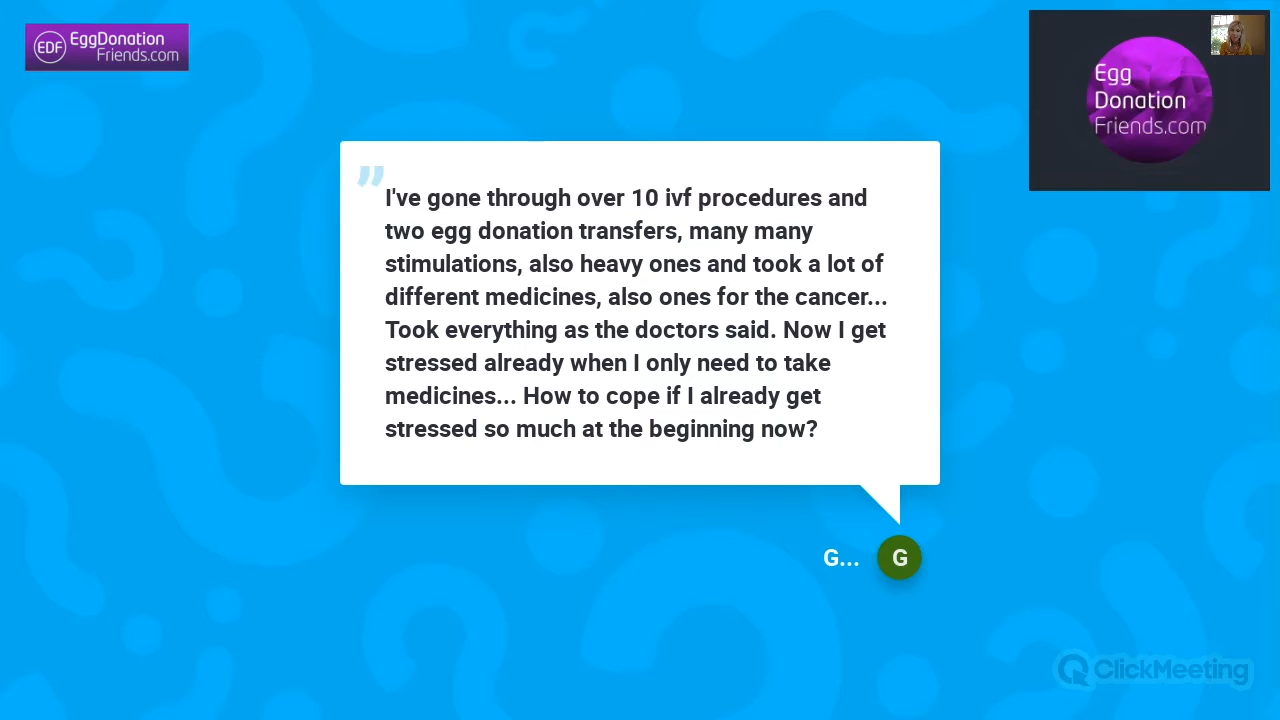 EDF EggDonation
Friends.com
Egg
Donation
Friends.com
"
I've gone through over 10 ivf procedures and
two egg donation transfers, many many
stimulations, also heavy ones and took a lot of
different medicines, also ones for the cancer...
Took everything as the doctors said. Now I get
stressed already when I only need to take
medicines... How to cope if I already get
stressed so much at the beginning now?
G... G
ClickMeeting